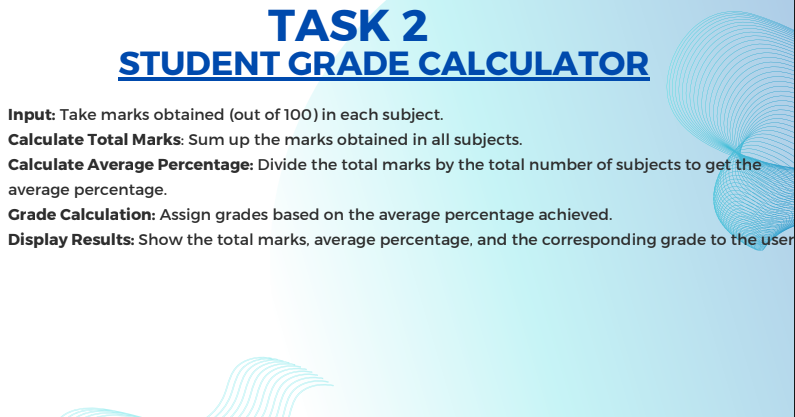 TASK 2
STUDENT GRADE CALCULATOR
Input: Take marks obtained (out of 100) in each subject.
Calculate Total Marks: Sum up the marks obtained in all subjects.
Calculate Average Percentage: Divide the total marks by the total number of subjects to get the
average percentage.
Grade Calculation: Assign grades based on the average percentage achieved.
Display Results: Show the total marks, average percentage, and the corresponding grade to the user